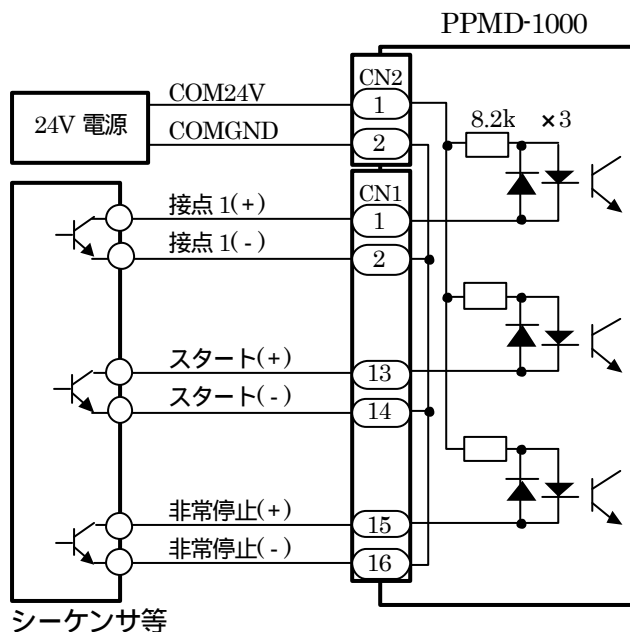 PPMD-1000
CN2
COM24V
1
24V 電源
COMGND
2
8.2k ×3
CN1
接点 1(+)
1
接点 1(-)
2
スタート(+)
13
スタート(-)
14
非常停止(+)
15
非常停止(-)
16
シーケンサ等